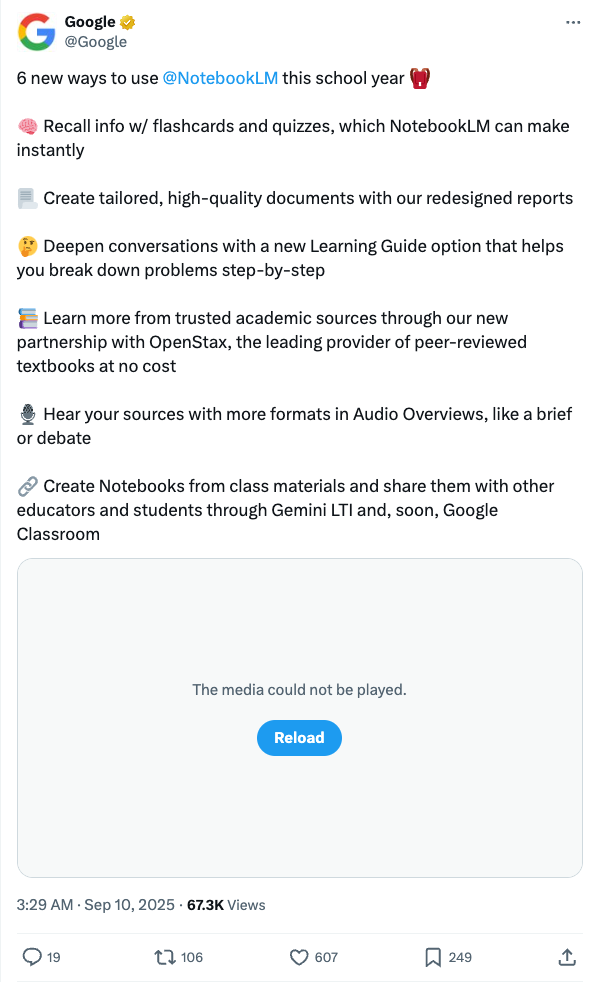 Google
@Google
6 new ways to use @NotebookLM this school year 🎒
🧠 Recall info w/ flashcards and quizzes, which NotebookLM can make
instantly
📃 Create tailored, high-quality documents with our redesigned reports
🤔 Deepen conversations with a new Learning Guide option that helps
you break down problems step-by-step
📚 Learn more from trusted academic sources through our new
partnership with OpenStax, the leading provider of peer-reviewed
textbooks at no cost
🎙️ Hear your sources with more formats in Audio Overviews, like a brief
or debate
🔗 Create Notebooks from class materials and share them with other
educators and students through Gemini LTI and, soon, Google
Classroom
The media could not be played.
Reload
3:29 AM · Sep 10, 2025 · 67.3K Views
19 106 607 249